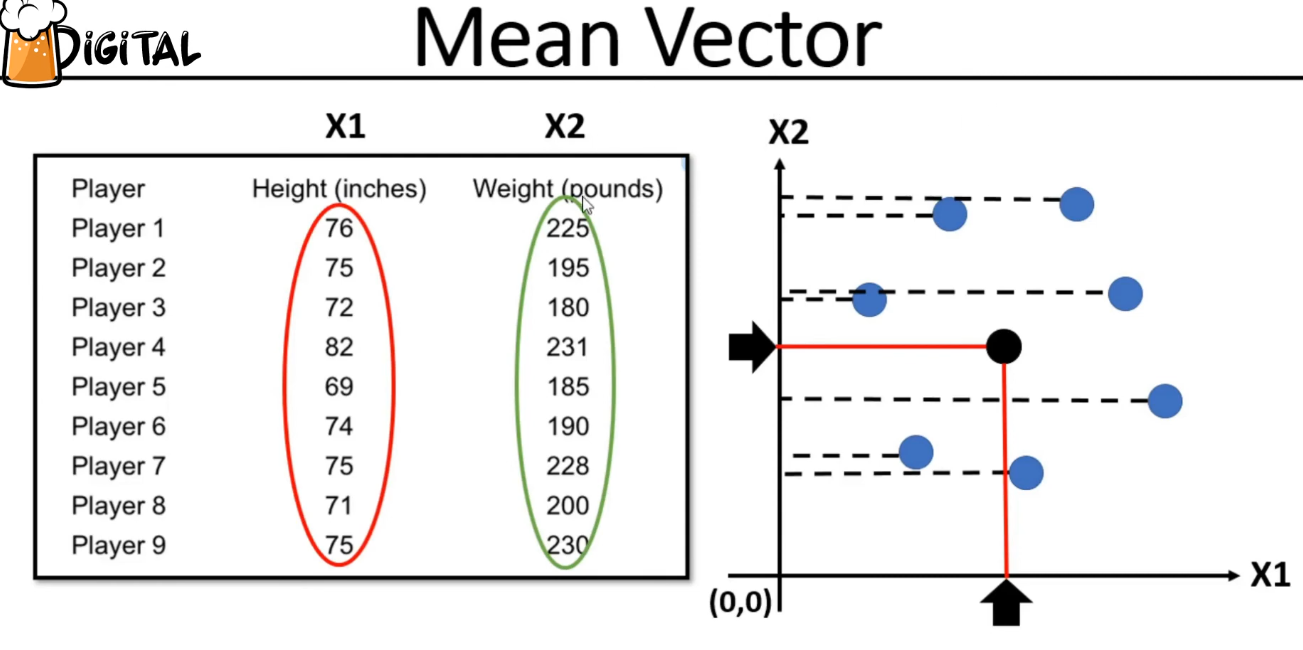 DiGiTAL
Mean Vector
X1 X2
Player Height (inches) Weight (pounds)
Player 1 76 225
Player 2 75 195
Player 3 72 180
Player 4 82 231
Player 5 69 185
Player 6 74 190
Player 7 75 228
Player 8 71 200
Player 9 75 230
X2
X1
(0,0)